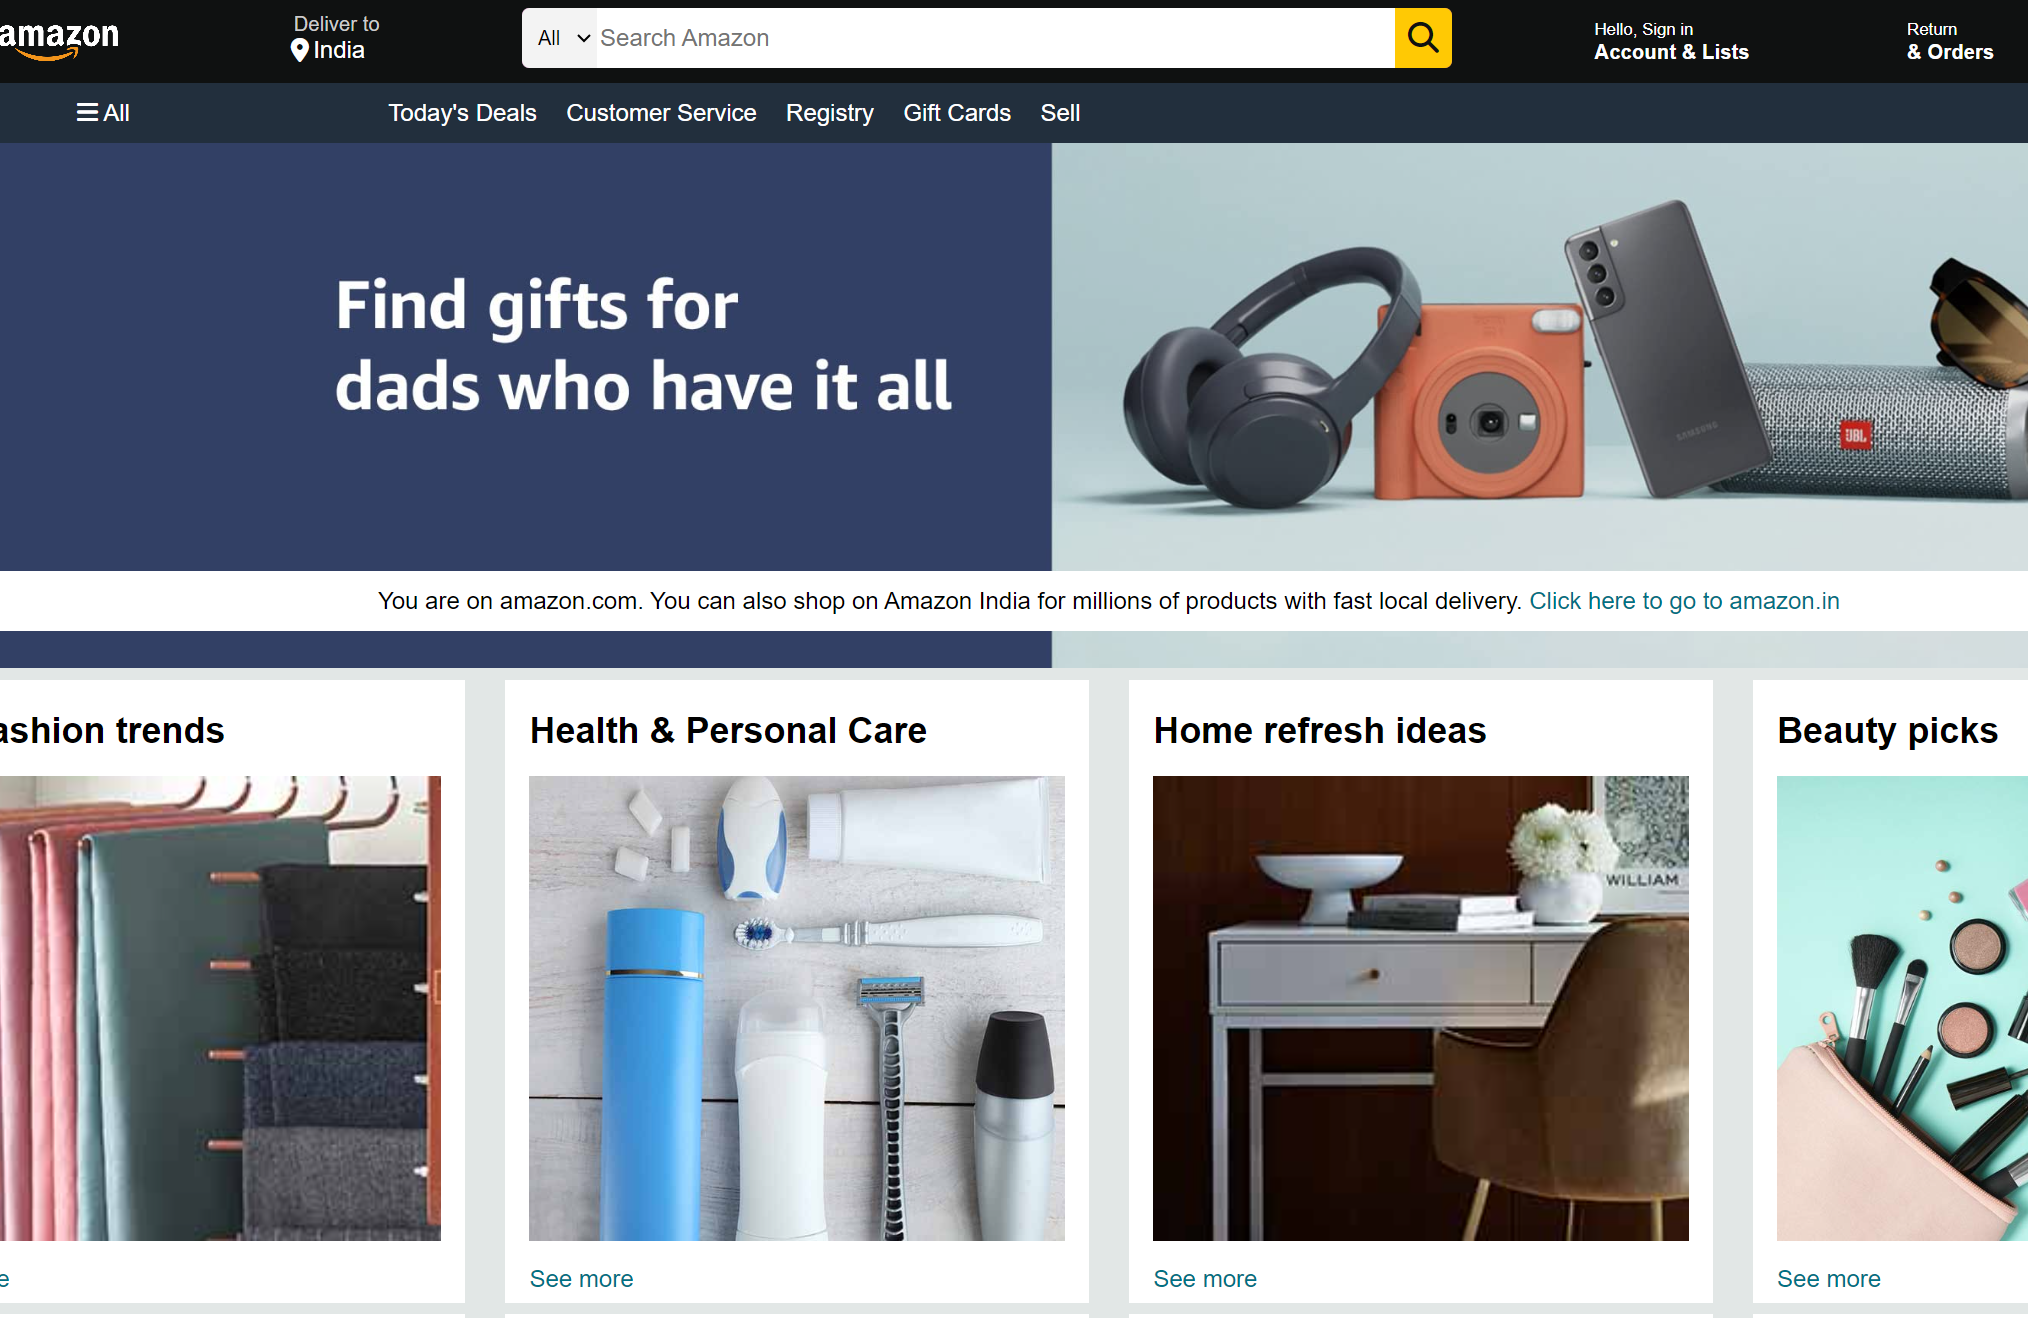 amazon
Deliver to
India
All
Search Amazon
Hello, Sign in
Account & Lists
Return
& Orders
All
Today's Deals
Customer Service
Registry
Gift Cards
Sell
Find gifts for
dads who have it all
SAMSUNG
JBL
You are on amazon.com. You can also shop on Amazon India for millions of products with fast local delivery. Click here to go to amazon.in
ashion trends
Health & Personal Care
Home refresh ideas
Beauty picks
WILLIAM
e
See more
See more
See more